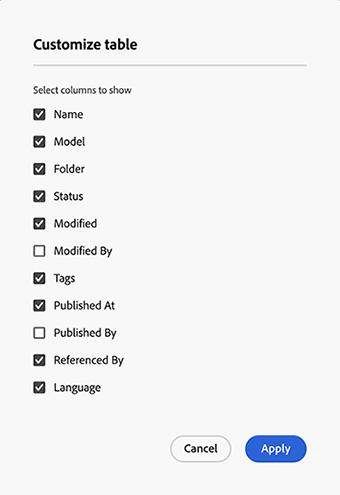 Customize table
Select columns to show
Name
Model
Folder
Status
Modified
Modified By
Tags
Published At
Published By
Referenced By
Language
Cancel
Apply